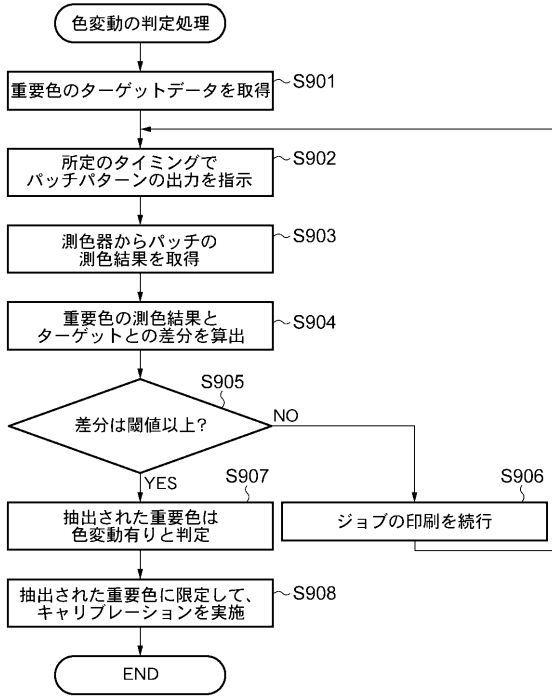 色変動の判定処理
重要色のターゲットデータを取得
S901
所定のタイミングで
パッチパターンの出力を指示
S902
測色器からパッチの
測色結果を取得
S903
重要色の測色結果と
ターゲットとの差分を算出
S904
S905
差分は閾値以上?
NO
YES
S907
抽出された重要色は
色変動有りと判定
S906
ジョブの印刷を続行
抽出された重要色に限定して、
キャリブレーションを実施
S908
END